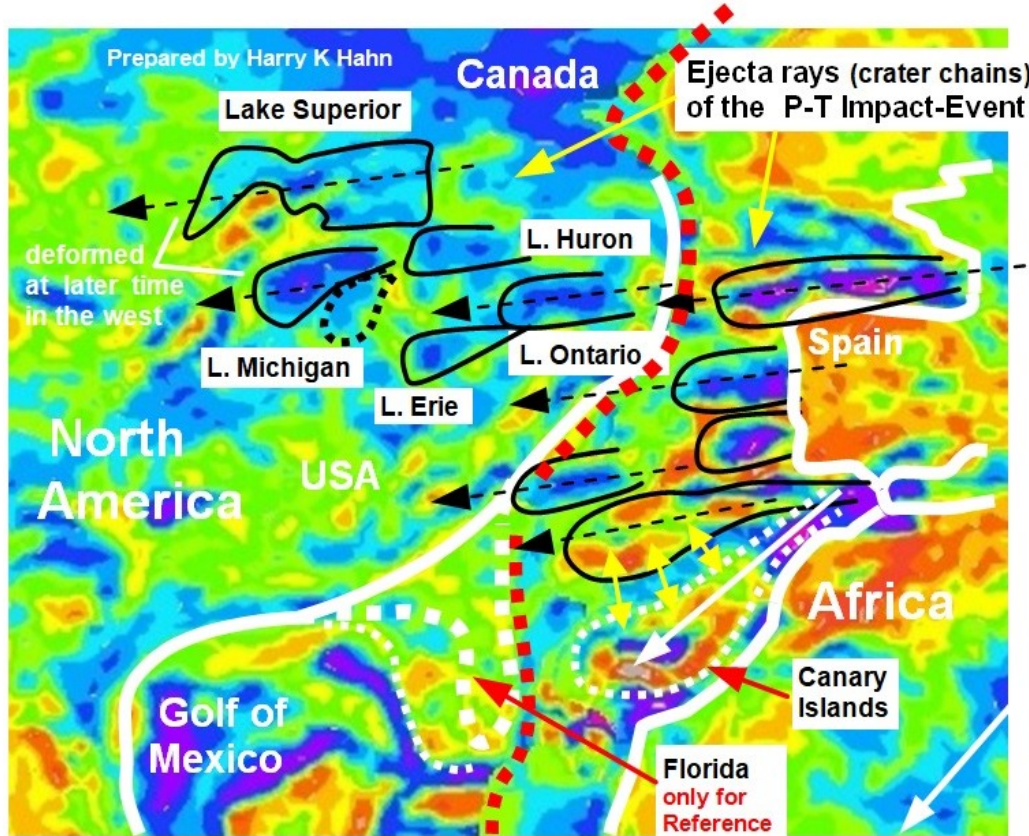 Prepared by Harry K Hahn
Canada
Ejecta rays (crater chains)
of the P-T Impact-Event
Lake Superior
L. Huron
deformed
at later time
in the west
Spain
L. Michigan
L. Ontario
L. Erie
North
America
USA
Africa
Canary
Islands
Golf of
Mexico
Florida
only for
Reference